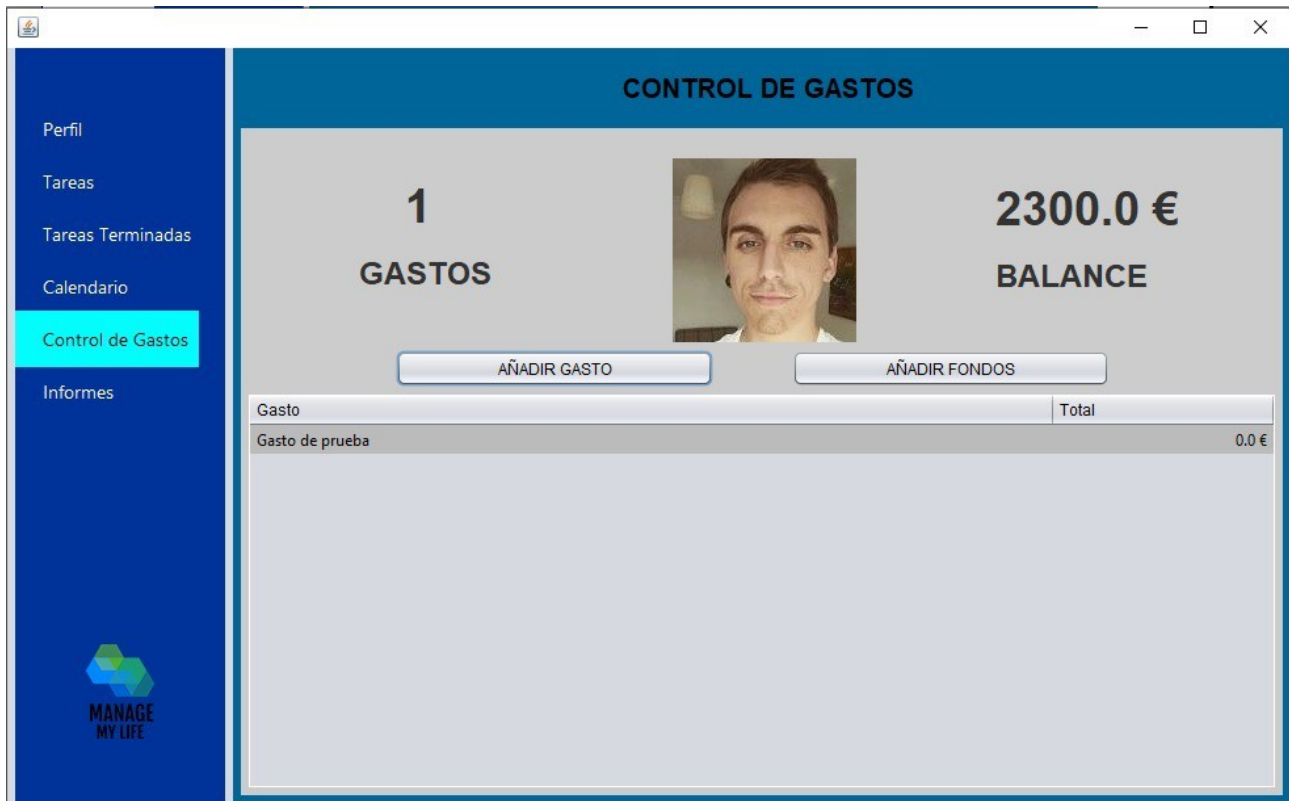 CONTROL DE GASTOS
Perfil
Tareas
Tareas Terminadas
Calendario
Control de Gastos
Informes
1
GASTOS
2300.0 €
BALANCE
AÑADIR GASTO
AÑADIR FONDOS
Gasto Total
Gasto de prueba 0.0 €
MANAGE
MY LIFE